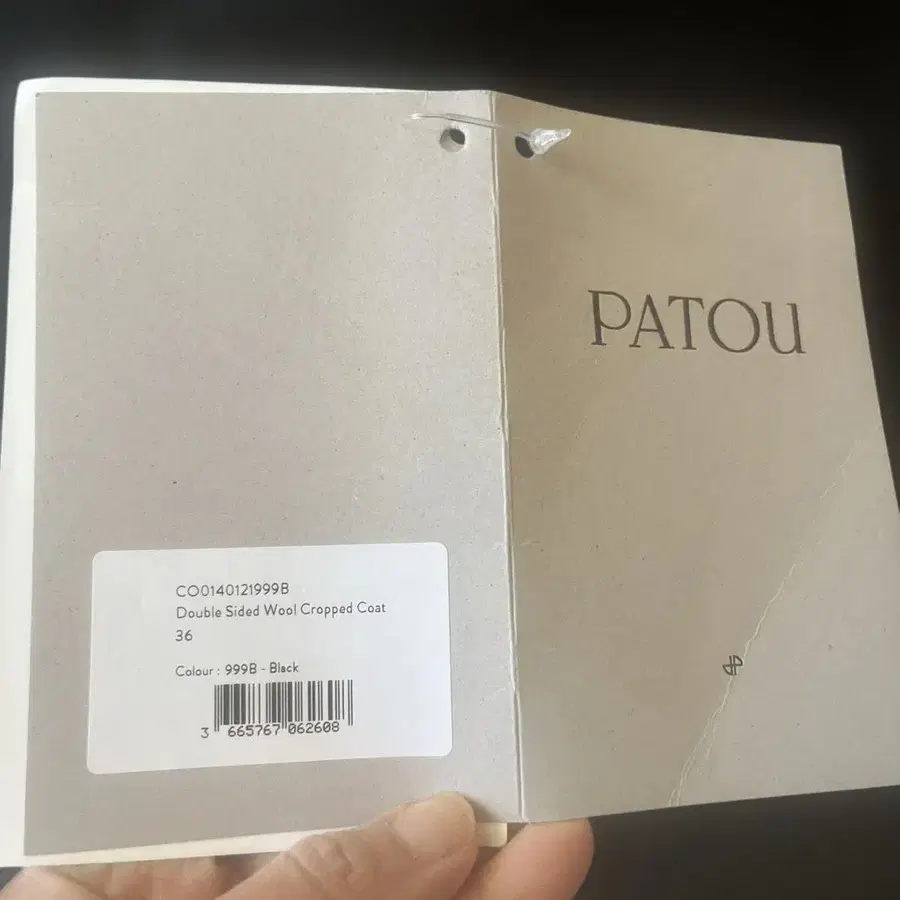 PATOU
CO0140121999B
Double Sided Wool Cropped Coat
36
Colour : 999B - Black
3 665767 062608